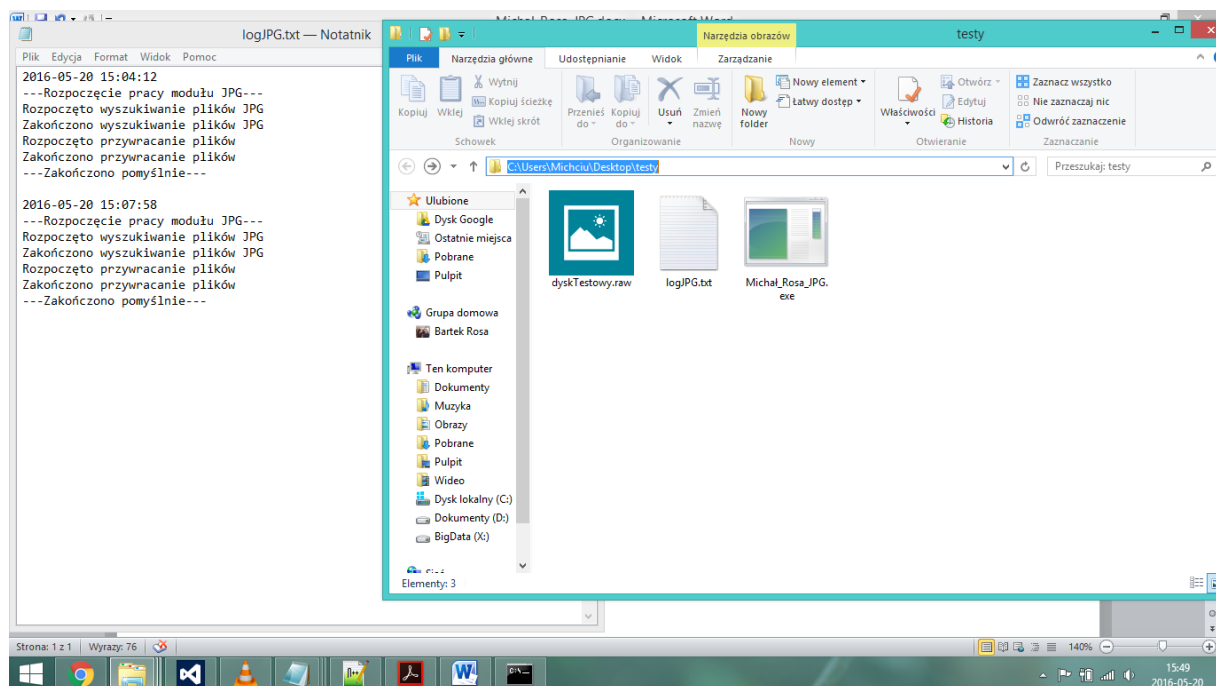 Michal_Rosa_JPG.docx - Microsoft Word
logJPG.txt — Notatnik
Plik Edycja Format Widok Pomoc
2016-05-20 15:04:12
---Rozpoczęcie pracy modułu JPG---
Rozpoczęto wyszukiwanie plików JPG
Zakończono wyszukiwanie plików JPG
Rozpoczęto przywracanie plików
Zakończono przywracanie plików
---Zakończono pomyślnie---
2016-05-20 15:07:58
---Rozpoczęcie pracy modułu JPG---
Rozpoczęto wyszukiwanie plików JPG
Zakończono wyszukiwanie plików JPG
Rozpoczęto przywracanie plików
Zakończono przywracanie plików
---Zakończono pomyślnie---
Narzędzia obrazów
testy
Plik Narzędzia główne Udostępnianie Widok Zarządzanie
Kopiuj
Wklej
Wytnij
Kopiuj ścieżkę
Wklej skrót
Schowek
Przenieś do
Kopiuj do
Usuń
Zmień nazwę
Organizowanie
Nowy folder
Nowy element
Łatwy dostęp
Nowy
Właściwości
Otwórz
Edytuj
Historia
Otwieranie
Zaznacz wszystko
Nie zaznaczaj nic
Odwróć zaznaczenie
Zaznaczanie
C:\Users\Michciu\Desktop\testy
Przeszukaj: testy
Ulubione
Dysk Google
Ostatnie miejsca
Pobrane
Pulpit
Grupa domowa
Bartek Rosa
Ten komputer
Dokumenty
Muzyka
Obrazy
Pobrane
Pulpit
Wideo
Dysk lokalny (C:)
Dokumenty (D:)
BigData (X:)
dyskTestowy.raw
logJPG.txt
Michał_Rosa_JPG.
exe
Elementy: 3
Strona: 1 z 1 Wyrazy: 76
140%
15:49
2016-05-20